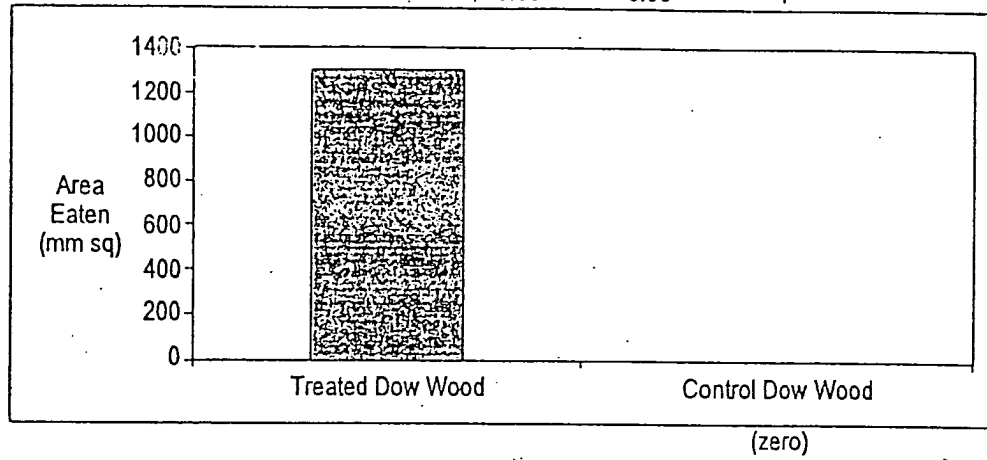 1400
1200
1000
800
600
400
200
0
Area
Eaten
(mm sq)
Treated Dow Wood
Control Dow Wood
(zero)